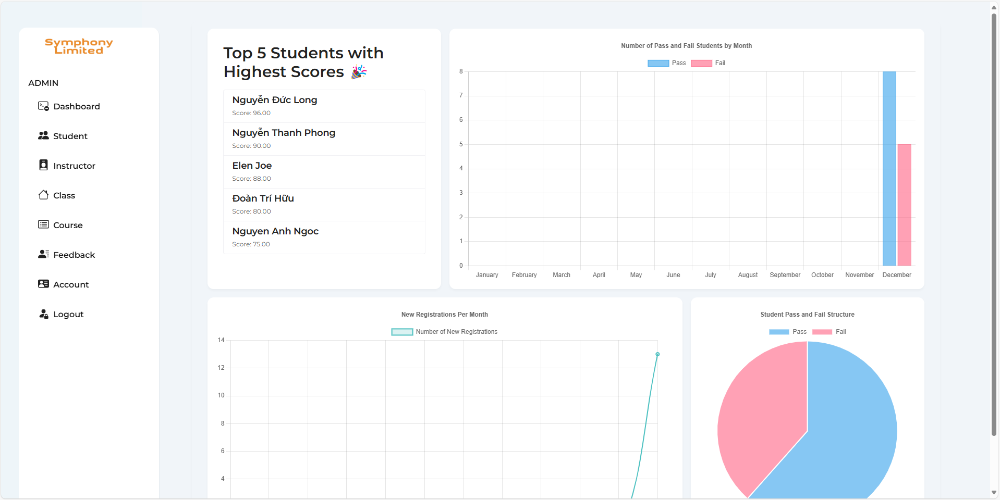 Symphony
Limited
ADMIN
Dashboard
Student
Instructor
Class
Course
Feedback
Account
Logout
Top 5 Students with
Highest Scores 🎉
Nguyễn Đức Long
Score: 96.00
Nguyễn Thanh Phong
Score: 90.00
Elen Joe
Score: 88.00
Đoàn Trí Hữu
Score: 80.00
Nguyen Anh Ngoc
Score: 75.00
Number of Pass and Fail Students by Month
Pass Fail
8
7
6
5
4
3
2
1
0
January February March April May June July August September October November December
New Registrations Per Month
Number of New Registrations
14
12
10
8
6
4
Student Pass and Fail Structure
Pass Fail